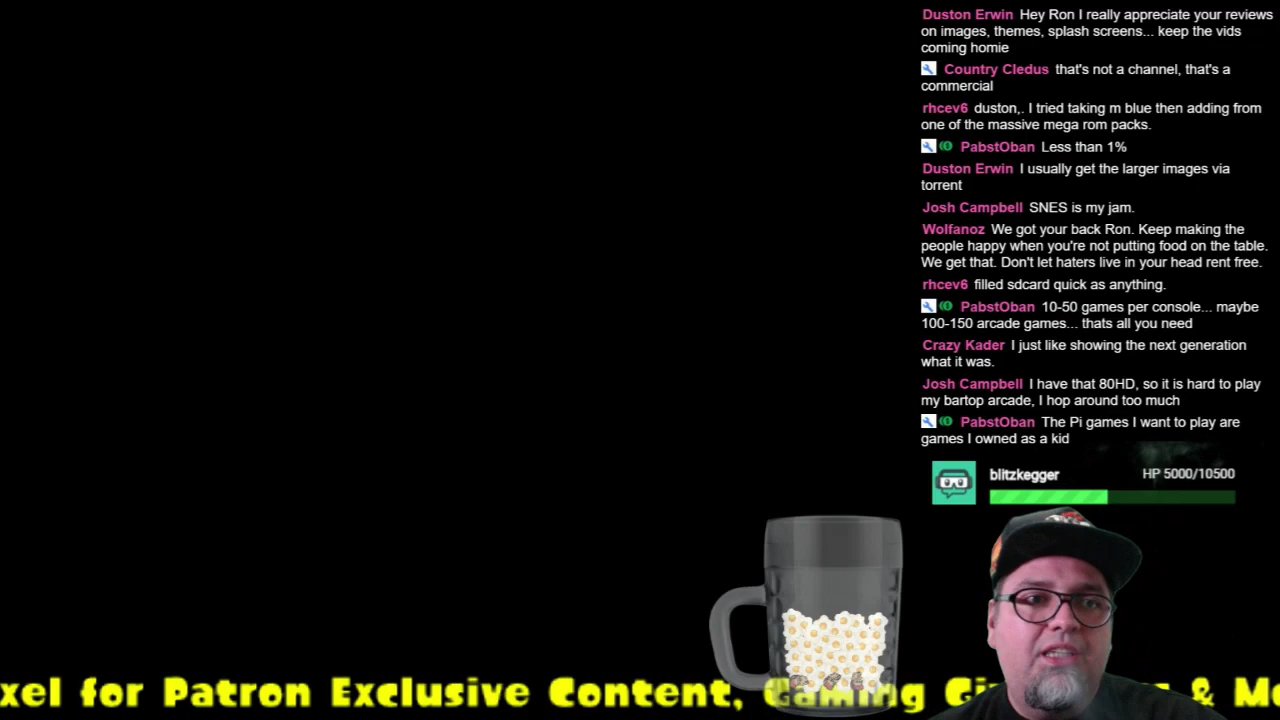 Duston Erwin Hey Ron I really appreciate your reviews
on images, themes, splash screens... keep the vids
coming homie
Country Cledus that's not a channel, that's a
commercial
rhcev6 duston,. I tried taking m blue then adding from
one of the massive mega rom packs.
PabstOban Less than 1%
Duston Erwin I usually get the larger images via
torrent
Josh Campbell SNES is my jam.
Wolfanoz We got your back Ron. Keep making the
people happy when you're not putting food on the table.
We get that. Don't let haters live in your head rent free.
rhcev6 filled sdcard quick as anything.
PabstOban 10-50 games per console... maybe
100-150 arcade games... thats all you need
Crazy Kader I just like showing the next generation
what it was.
Josh Campbell I have that 80HD, so it is hard to play
my bartop arcade, I hop around too much
PabstOban The Pi games I want to play are
games I owned as a kid
blitzkegger HP 5000/10500
xel for Patron Exclusive Content, Gaming & Mo